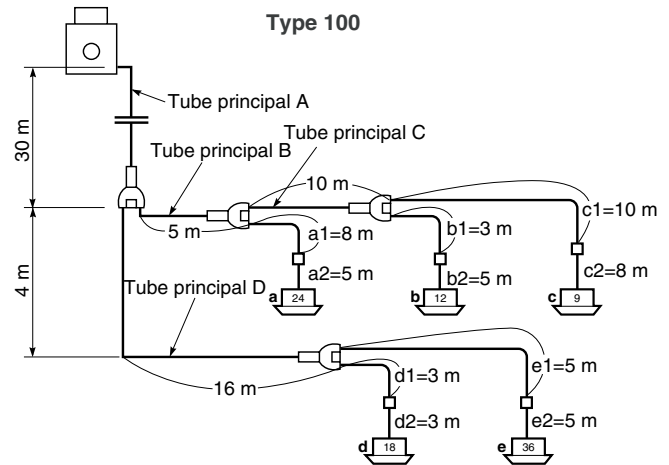 Type 100
Tube principal A
30 m
Tube principal C
Tube principal B
10 m
5 m
a1=8 m
b1=3 m
c1=10 m
a2=5 m
b2=5 m
c2=8 m
4 m
Tube principal D
a 24
b 12
c 9
16 m
d1=3 m
e1=5 m
d2=3 m
e2=5 m
d 18
e 36